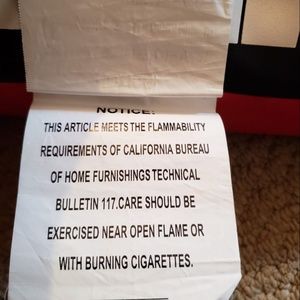 NOTICE:
THIS ARTICLE MEETS THE FLAMMABILITY
REQUIREMENTS OF CALIFORNIA BUREAU
OF HOME FURNISHINGS TECHNICAL
BULLETIN 117.CARE SHOULD BE
EXERCISED NEAR OPEN FLAME OR
WITH BURNING CIGARETTES.